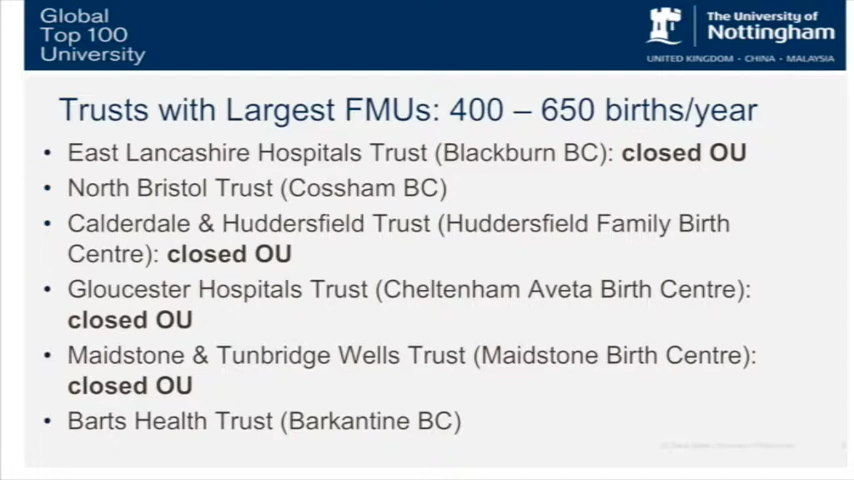 Global
Top 100
University
The University of
Nottingham
UNITED KINGDOM · CHINA · MALAYSIA
Trusts with Largest FMUs: 400 – 650 births/year
• East Lancashire Hospitals Trust (Blackburn BC): closed OU
• North Bristol Trust (Cossham BC)
• Calderdale & Huddersfield Trust (Huddersfield Family Birth
Centre): closed OU
• Gloucester Hospitals Trust (Cheltenham Aveta Birth Centre):
closed OU
• Maidstone & Tunbridge Wells Trust (Maidstone Birth Centre):
closed OU
• Barts Health Trust (Barkantine BC)